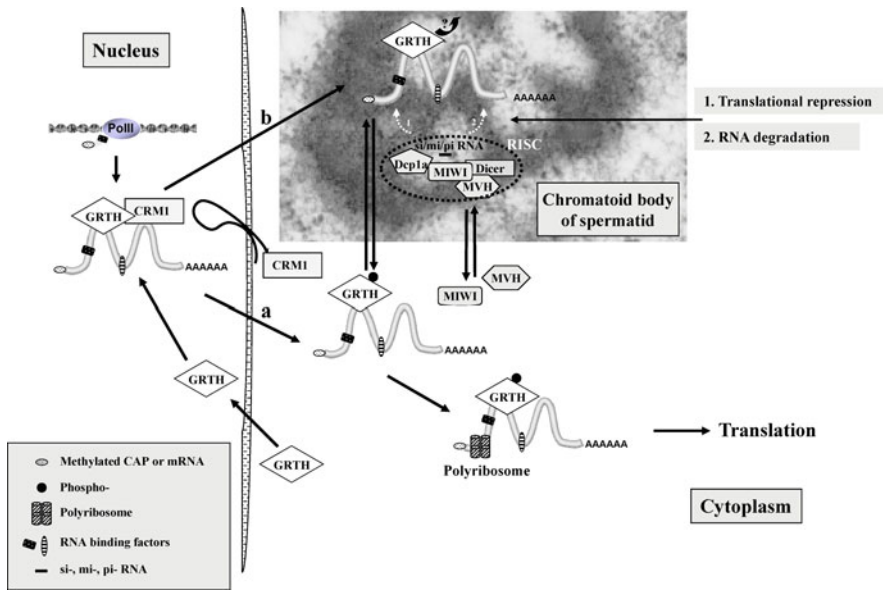 Nucleus
PolII
GRTH
CRM1
AAAAAA
CRM1
b
a
GRTH
GRTH
?
GRTH
AAAAAA
1
2
si/mi/pi RNA
RISC
Dcp1a
MIWI
Dicer
MVH
Chromatoid body
of spermatid
1. Translational repression
2. RNA degradation
MVH
MIWI
GRTH
AAAAAA
GRTH
AAAAAA
Polyribosome
Translation
Cytoplasm
Methylated CAP or mRNA
Phospho-
Polyribosome
RNA binding factors
si-, mi-, pi- RNA